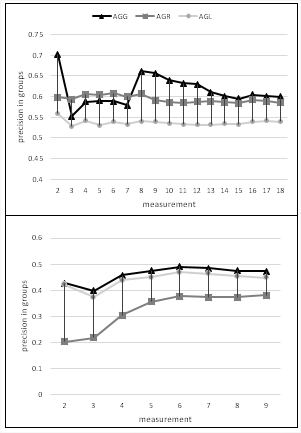 AGG AGR AGL
0.75
0.7
0.65
0.6
0.55
0.5
0.45
0.4
precision in groups
2 3 4 5 6 7 8 9 10 11 12 13 14 15 16 17 18
measurement
0.6
0.5
0.4
0.3
0.2
0.1
0
precision in groups
2 3 4 5 6 7 8 9
measurement